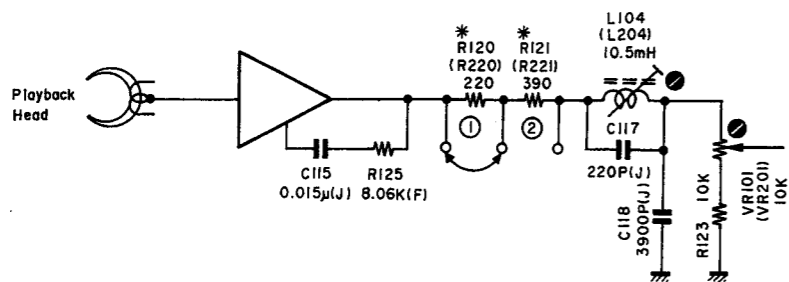 Playback
Head
C115
0.015μ(J)
R125
8.06K(F)
*
R120
(R220)
220
①
*
R121
(R221)
390
②
L104
(L204)
10.5mH
C117
220P(J)
C118
3900P(J)
10K
R123
VR101
(VR201)
10K